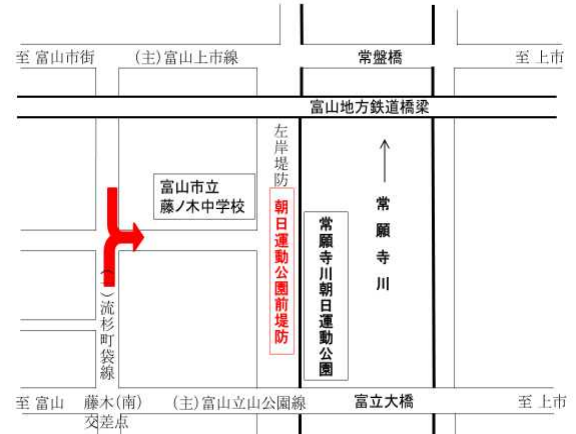 至 富山市街
(主)富山上市線
常盤橋
至 上市
富山地方鉄道橋梁
左岸堤防
富山市立
藤ノ木中学校
朝日運動公園前堤防
常願寺川朝日運動公園
常願寺川
流杉町袋線
至 富山
藤木(南)
交差点
(主)富山立山公園線
富立大橋
至 上市